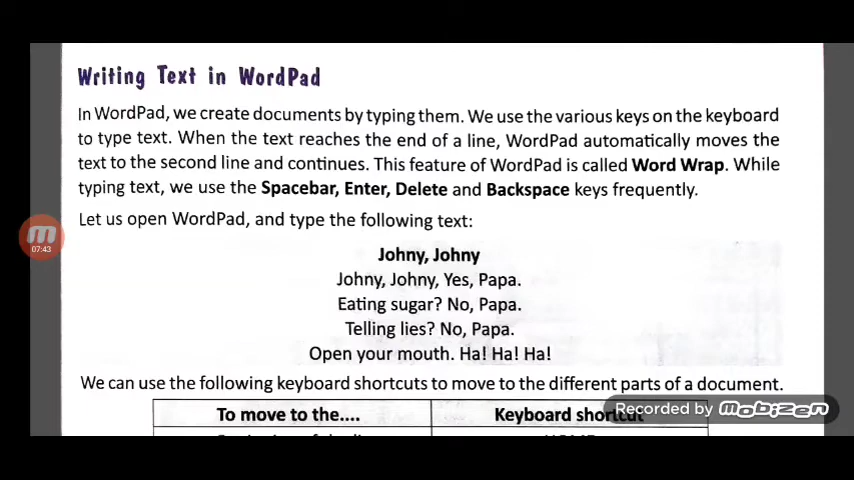 Writing Text in WordPad
In WordPad, we create documents by typing them. We use the various keys on the keyboard
to type text. When the text reaches the end of a line, WordPad automatically moves the
text to the second line and continues. This feature of WordPad is called Word Wrap. While
typing text, we use the Spacebar, Enter, Delete and Backspace keys frequently.
Let us open WordPad, and type the following text:
07:43
Johny, Johny
Johny, Johny, Yes, Papa.
Eating sugar? No, Papa.
Telling lies? No, Papa.
Open your mouth. Ha! Ha! Ha!
We can use the following keyboard shortcuts to move to the different parts of a document.
To move to the.... Keyboard shortcut
Recorded by Mobizen